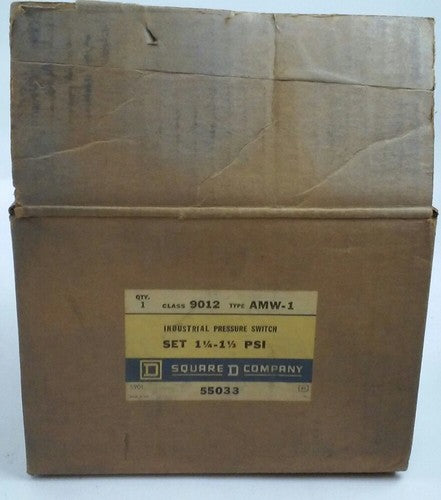 QTY.
1 CLASS 9012 TYPE AMW-1
INDUSTRIAL PRESSURE SWITCH
SET 1¼-1½ PSI
D SQUARE D COMPANY
55033